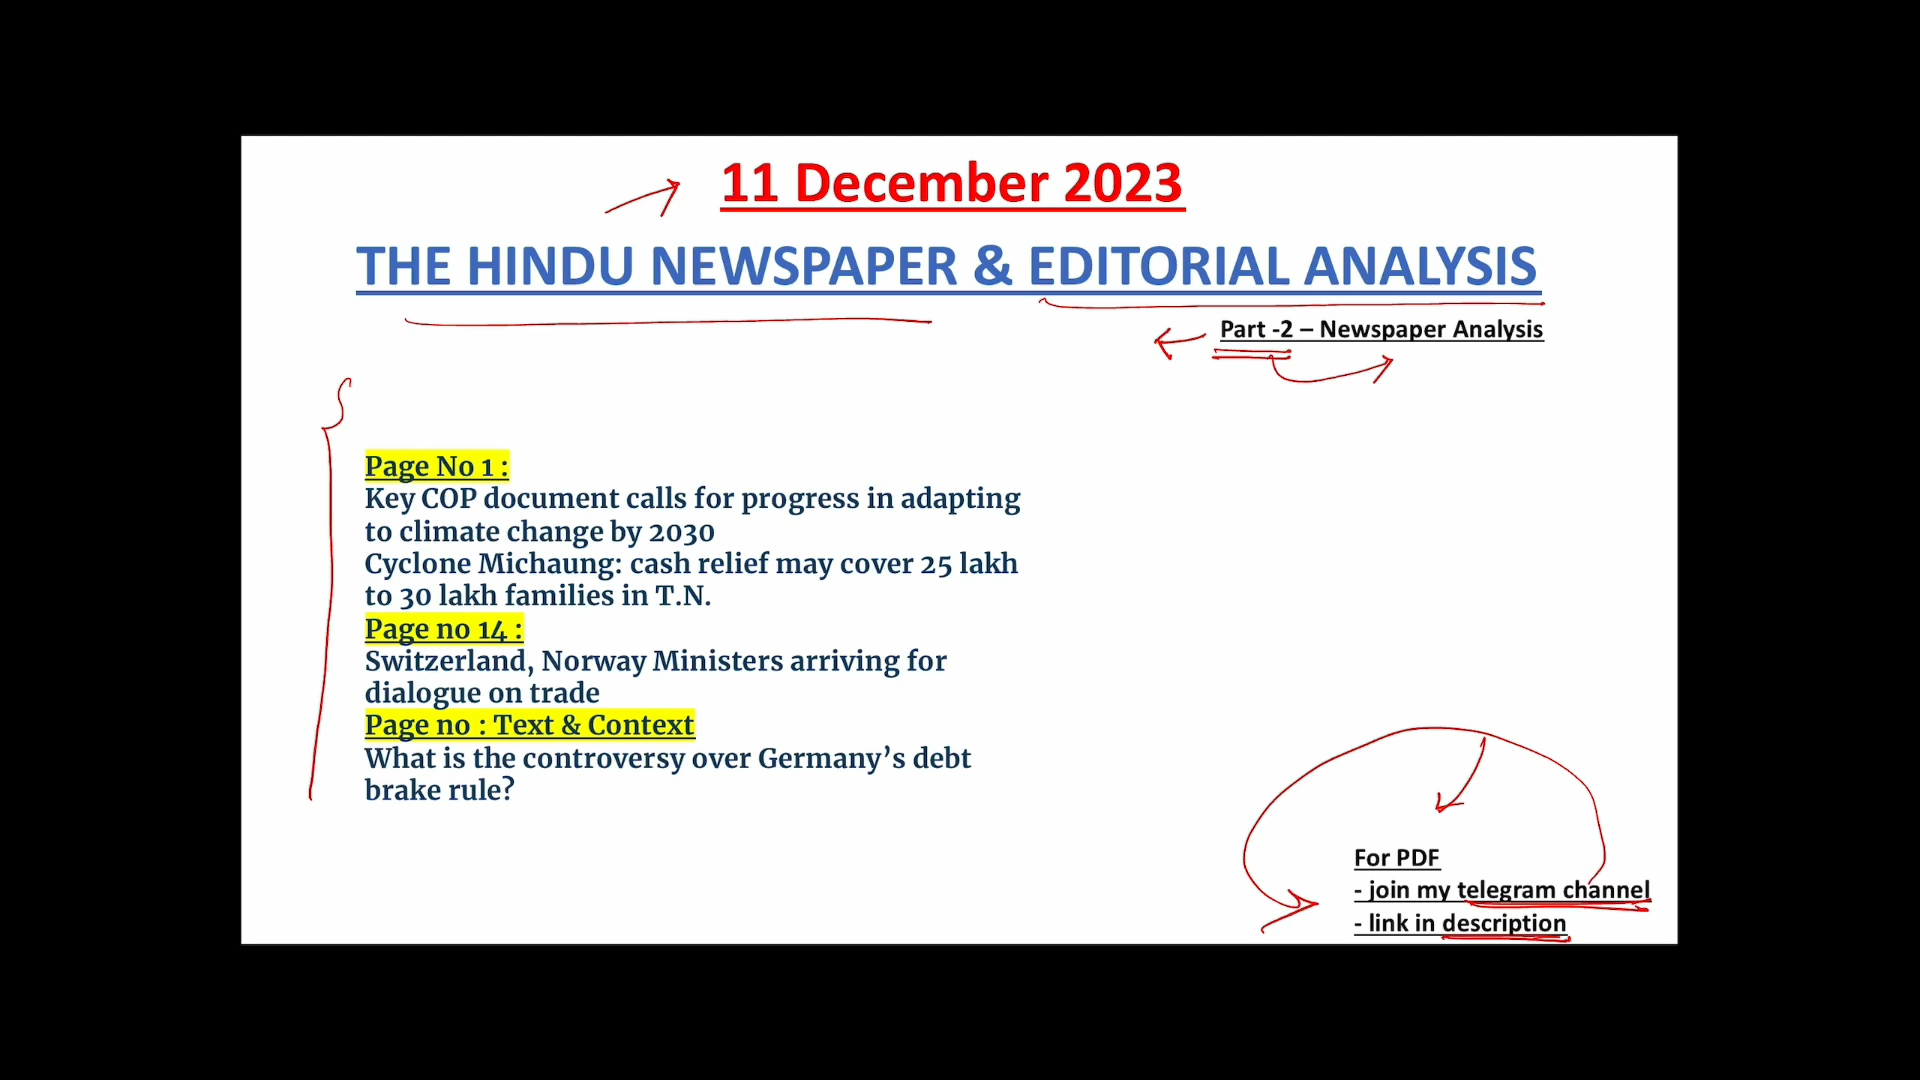 11 December 2023
THE HINDU NEWSPAPER & EDITORIAL ANALYSIS
Part -2 – Newspaper Analysis
Page No 1 :
Key COP document calls for progress in adapting
to climate change by 2030
Cyclone Michaung: cash relief may cover 25 lakh
to 30 lakh families in T.N.
Page no 14 :
Switzerland, Norway Ministers arriving for
dialogue on trade
Page no : Text & Context
What is the controversy over Germany’s debt
brake rule?
For PDF
- join my telegram channel
- link in description